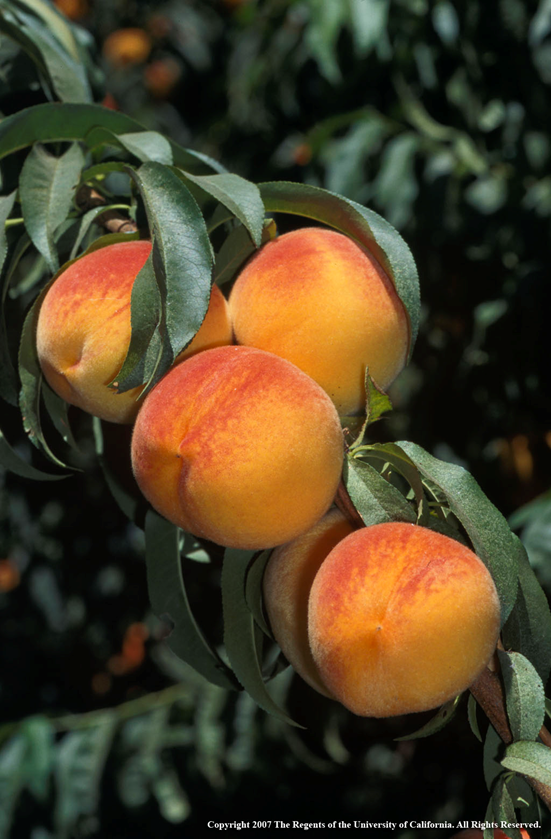 Copyright 2007 The Regents of the University of California. All Rights Reserved.